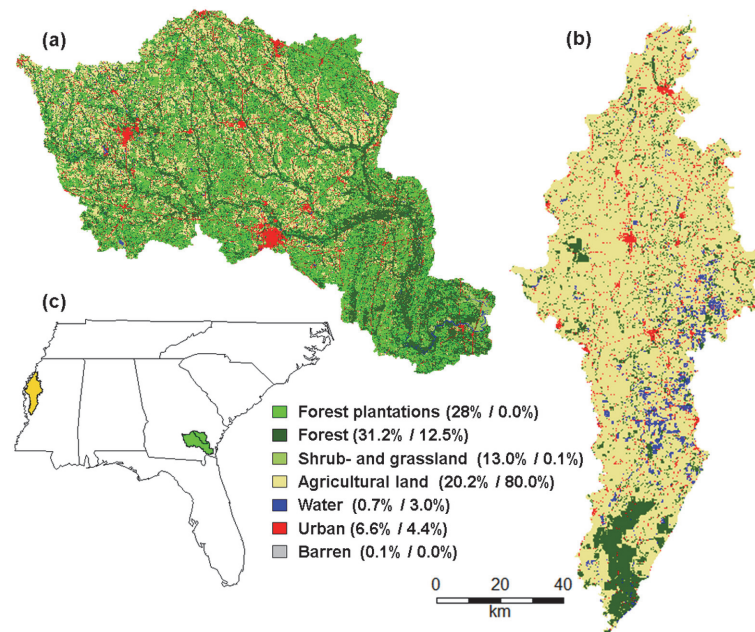 (a)
(b)
(c)
Forest plantations (28% / 0.0%)
Forest (31.2% / 12.5%)
Shrub- and grassland (13.0% / 0.1%)
Agricultural land (20.2% / 80.0%)
Water (0.7% / 3.0%)
Urban (6.6% / 4.4%)
Barren (0.1% / 0.0%)
0 20 40
km